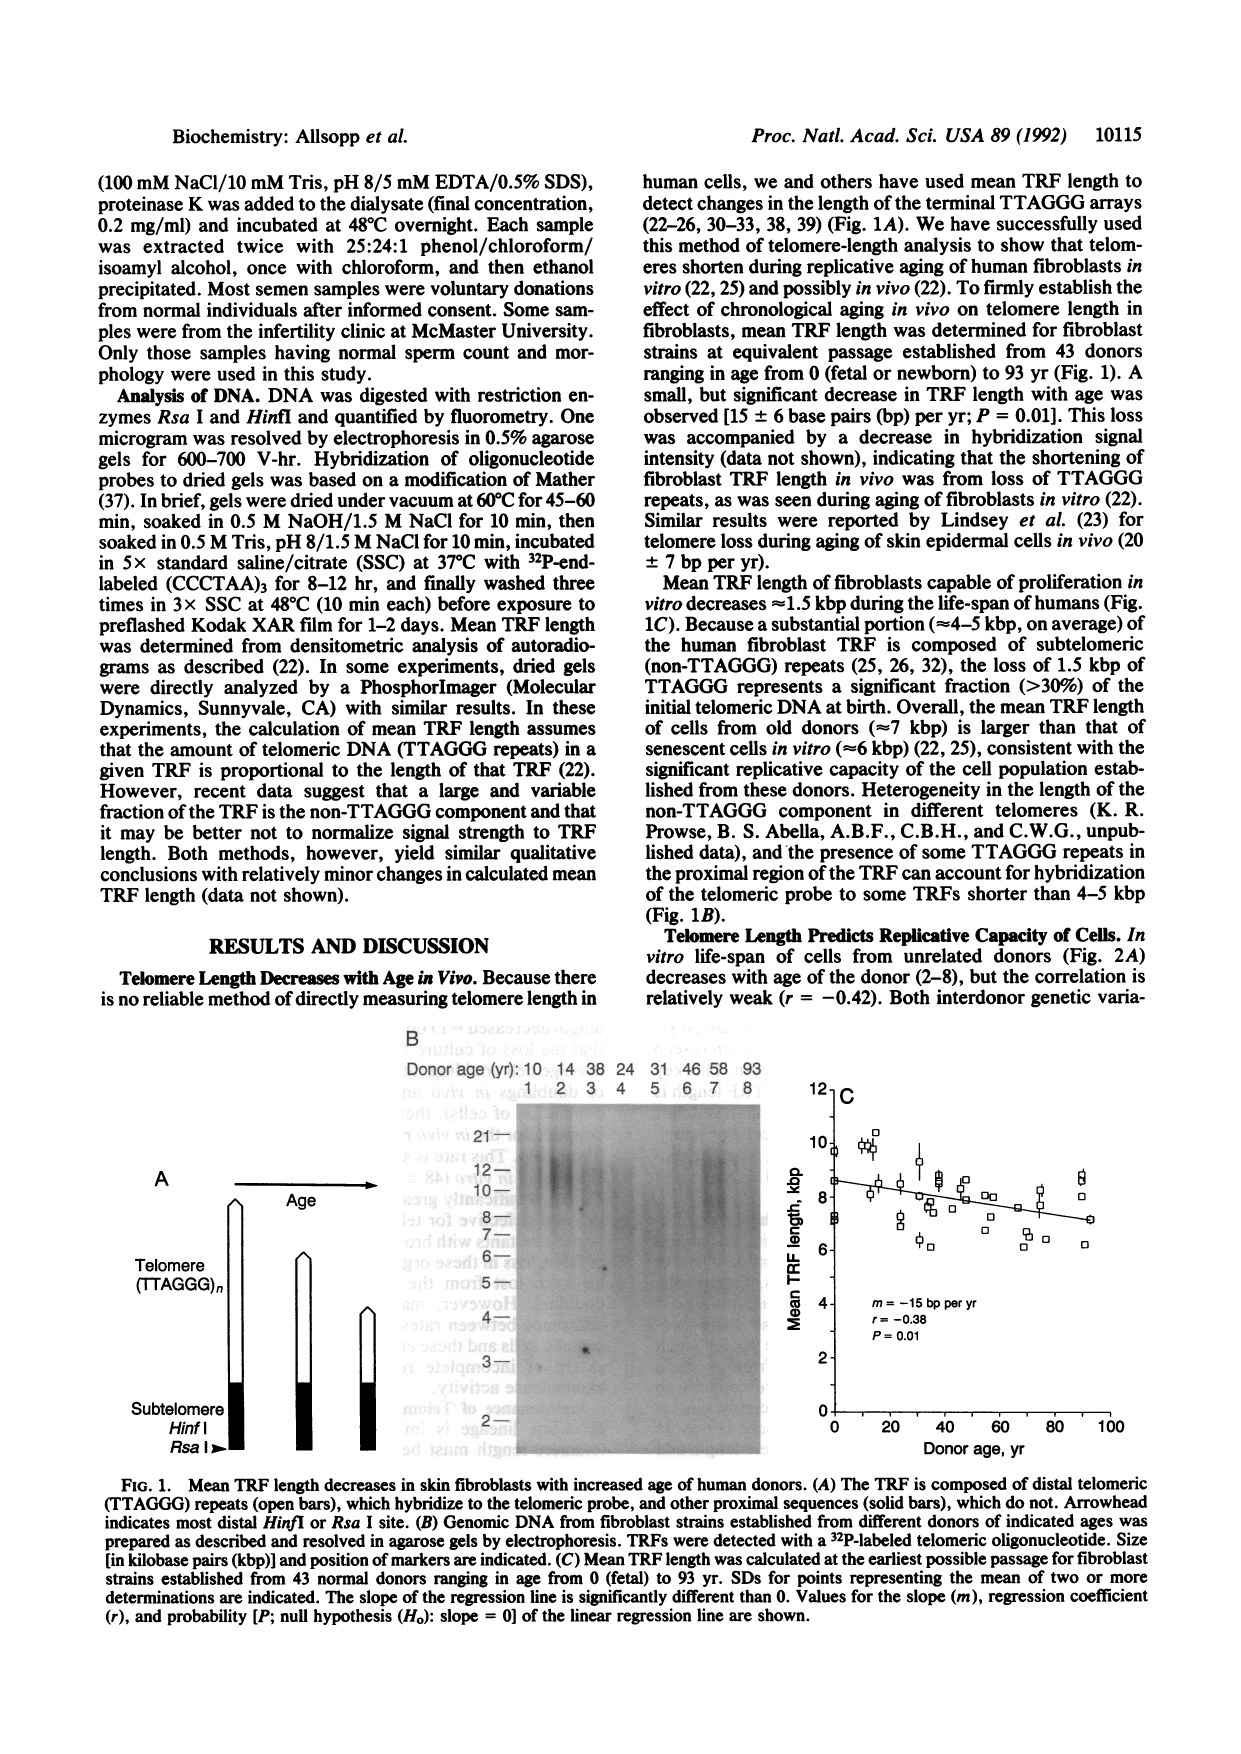 Biochemistry: Allsopp et al.
Proc. Natl. Acad. Sci. USA 89 (1992) 10115
(100 mM NaCl/10 mM Tris, pH 8/5 mM EDTA/0.5% SDS),
proteinase K was added to the dialysate (final concentration,
0.2 mg/ml) and incubated at 48°C overnight. Each sample
was extracted twice with 25:24:1 phenol/chloroform/
isoamyl alcohol, once with chloroform, and then ethanol
precipitated. Most semen samples were voluntary donations
from normal individuals after informed consent. Some sam-
ples were from the infertility clinic at McMaster University.
Only those samples having normal sperm count and mor-
phology were used in this study.
Analysis of DNA. DNA was digested with restriction en-
zymes Rsa I and HinfI and quantified by fluorometry. One
microgram was resolved by electrophoresis in 0.5% agarose
gels for 600–700 V-hr. Hybridization of oligonucleotide
probes to dried gels was based on a modification of Mather
(37). In brief, gels were dried under vacuum at 60°C for 45–60
min, soaked in 0.5 M NaOH/1.5 M NaCl for 10 min, then
soaked in 0.5 M Tris, pH 8/1.5 M NaCl for 10 min, incubated
in 5× standard saline/citrate (SSC) at 37°C with ³²P-end-
labeled (CCCTAA)₃ for 8–12 hr, and finally washed three
times in 3× SSC at 48°C (10 min each) before exposure to
preflashed Kodak XAR film for 1–2 days. Mean TRF length
was determined from densitometric analysis of autoradio-
grams as described (22). In some experiments, dried gels
were directly analyzed by a PhosphorImager (Molecular
Dynamics, Sunnyvale, CA) with similar results. In these
experiments, the calculation of mean TRF length assumes
that the amount of telomeric DNA (TTAGGG repeats) in a
given TRF is proportional to the length of that TRF (22).
However, recent data suggest that a large and variable
fraction of the TRF is the non-TTAGGG component and that
it may be better not to normalize signal strength to TRF
length. Both methods, however, yield similar qualitative
conclusions with relatively minor changes in calculated mean
TRF length (data not shown).
RESULTS AND DISCUSSION
Telomere Length Decreases with Age in Vivo. Because there
is no reliable method of directly measuring telomere length in
human cells, we and others have used mean TRF length to
detect changes in the length of the terminal TTAGGG arrays
(22–26, 30–33, 38, 39) (Fig. 1A). We have successfully used
this method of telomere-length analysis to show that telom-
eres shorten during replicative aging of human fibroblasts in
vitro (22, 25) and possibly in vivo (22). To firmly establish the
effect of chronological aging in vivo on telomere length in
fibroblasts, mean TRF length was determined for fibroblast
strains at equivalent passage established from 43 donors
ranging in age from 0 (fetal or newborn) to 93 yr (Fig. 1). A
small, but significant decrease in TRF length with age was
observed [15 ± 6 base pairs (bp) per yr; P = 0.01]. This loss
was accompanied by a decrease in hybridization signal
intensity (data not shown), indicating that the shortening of
fibroblast TRF length in vivo was from loss of TTAGGG
repeats, as was seen during aging of fibroblasts in vitro (22).
Similar results were reported by Lindsey et al. (23) for
telomere loss during aging of skin epidermal cells in vivo (20
± 7 bp per yr).
Mean TRF length of fibroblasts capable of proliferation in
vitro decreases ≈1.5 kbp during the life-span of humans (Fig.
1C). Because a substantial portion (≈4–5 kbp, on average) of
the human fibroblast TRF is composed of subtelomeric
(non-TTAGGG) repeats (25, 26, 32), the loss of 1.5 kbp of
TTAGGG represents a significant fraction (>30%) of the
initial telomeric DNA at birth. Overall, the mean TRF length
of cells from old donors (≈7 kbp) is larger than that of
senescent cells in vitro (≈6 kbp) (22, 25), consistent with the
significant replicative capacity of the cell population estab-
lished from these donors. Heterogeneity in the length of the
non-TTAGGG component in different telomeres (K. R.
Prowse, B. S. Abella, A.B.F., C.B.H., and C.W.G., unpub-
lished data), and the presence of some TTAGGG repeats in
the proximal region of the TRF can account for hybridization
of the telomeric probe to some TRFs shorter than 4–5 kbp
(Fig. 1B).
Telomere Length Predicts Replicative Capacity of Cells. In
vitro life-span of cells from unrelated donors (Fig. 2A)
decreases with age of the donor (2–8), but the correlation is
relatively weak (r = −0.42). Both interdonor genetic varia-
A
Age
Telomere
(TTAGGG)n
Subtelomere
Hinf I
Rsa I
B
Donor age (yr): 10 14 38 24 31 46 58 93
1 2 3 4 5 6 7 8
21
12
10
8
7
6
5
4
3
2
C
Mean TRF length, kbp
12
10
8
6
4
2
0
m = −15 bp per yr
r = −0.38
P = 0.01
0 20 40 60 80 100
Donor age, yr
FIG. 1. Mean TRF length decreases in skin fibroblasts with increased age of human donors. (A) The TRF is composed of distal telomeric
(TTAGGG) repeats (open bars), which hybridize to the telomeric probe, and other proximal sequences (solid bars), which do not. Arrowhead
indicates most distal HinfI or Rsa I site. (B) Genomic DNA from fibroblast strains established from different donors of indicated ages was
prepared as described and resolved in agarose gels by electrophoresis. TRFs were detected with a ³²P-labeled telomeric oligonucleotide. Size
[in kilobase pairs (kbp)] and position of markers are indicated. (C) Mean TRF length was calculated at the earliest possible passage for fibroblast
strains established from 43 normal donors ranging in age from 0 (fetal) to 93 yr. SDs for points representing the mean of two or more
determinations are indicated. The slope of the regression line is significantly different than 0. Values for the slope (m), regression coefficient
(r), and probability [P; null hypothesis (Hₒ): slope = 0] of the linear regression line are shown.